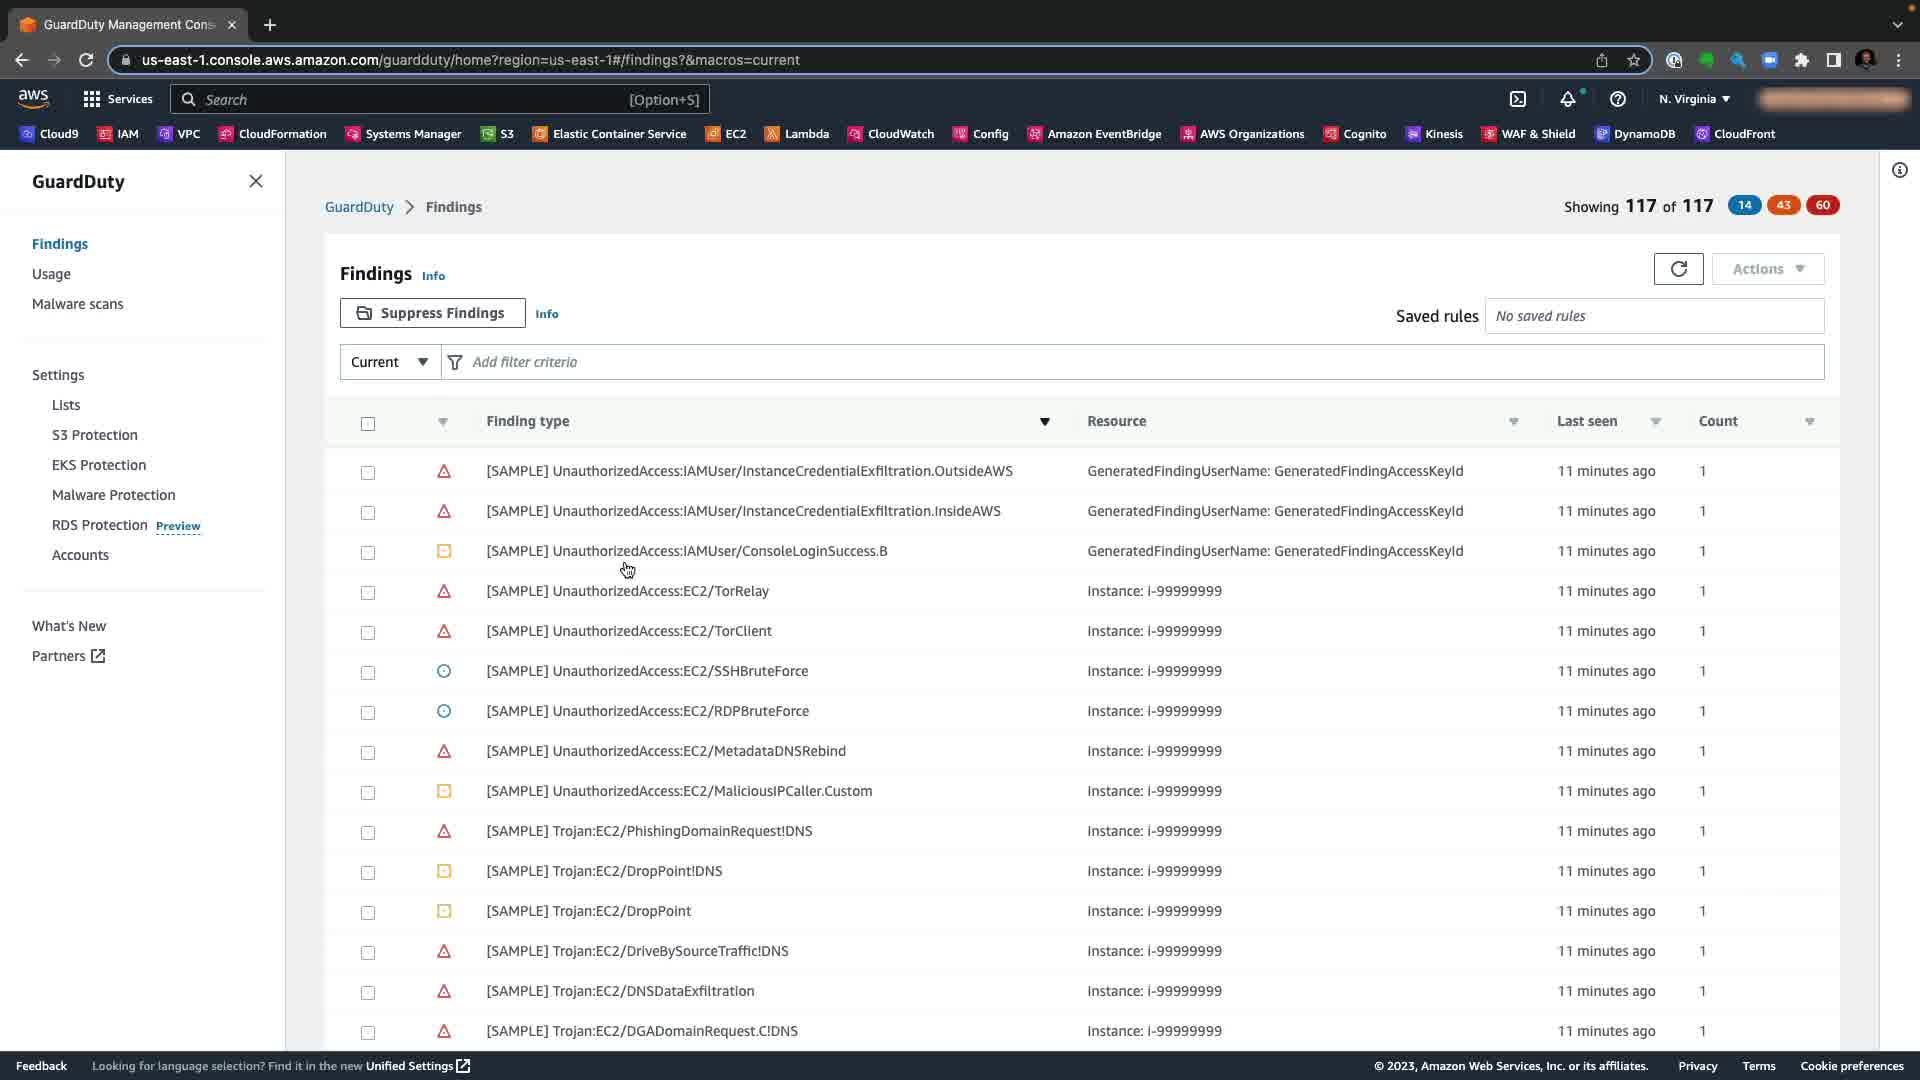 GuardDuty Management Cons
us-east-1.console.aws.amazon.com/guardduty/home?region=us-east-1#/findings?&macros=current
aws Services Search [Option+S] N. Virginia
Cloud9 IAM VPC CloudFormation Systems Manager S3 Elastic Container Service EC2 Lambda CloudWatch Config Amazon EventBridge AWS Organizations Cognito Kinesis WAF & Shield DynamoDB CloudFront
GuardDuty
Findings
Usage
Malware scans
Settings
Lists
S3 Protection
EKS Protection
Malware Protection
RDS Protection Preview
Accounts
What's New
Partners
GuardDuty > Findings
Showing 117 of 117 14 43 60
Findings Info
Actions
Suppress Findings Info
Saved rules No saved rules
Current Add filter criteria
Finding type Resource Last seen Count
[SAMPLE] UnauthorizedAccess:IAMUser/InstanceCredentialExfiltration.OutsideAWS GeneratedFindingUserName: GeneratedFindingAccessKeyId 11 minutes ago 1
[SAMPLE] UnauthorizedAccess:IAMUser/InstanceCredentialExfiltration.InsideAWS GeneratedFindingUserName: GeneratedFindingAccessKeyId 11 minutes ago 1
[SAMPLE] UnauthorizedAccess:IAMUser/ConsoleLoginSuccess.B GeneratedFindingUserName: GeneratedFindingAccessKeyId 11 minutes ago 1
[SAMPLE] UnauthorizedAccess:EC2/TorRelay Instance: i-99999999 11 minutes ago 1
[SAMPLE] UnauthorizedAccess:EC2/TorClient Instance: i-99999999 11 minutes ago 1
[SAMPLE] UnauthorizedAccess:EC2/SSHBruteForce Instance: i-99999999 11 minutes ago 1
[SAMPLE] UnauthorizedAccess:EC2/RDPBruteForce Instance: i-99999999 11 minutes ago 1
[SAMPLE] UnauthorizedAccess:EC2/MetadataDNSRebind Instance: i-99999999 11 minutes ago 1
[SAMPLE] UnauthorizedAccess:EC2/MaliciousIPCaller.Custom Instance: i-99999999 11 minutes ago 1
[SAMPLE] Trojan:EC2/PhishingDomainRequest!DNS Instance: i-99999999 11 minutes ago 1
[SAMPLE] Trojan:EC2/DropPoint!DNS Instance: i-99999999 11 minutes ago 1
[SAMPLE] Trojan:EC2/DropPoint Instance: i-99999999 11 minutes ago 1
[SAMPLE] Trojan:EC2/DriveBySourceTraffic!DNS Instance: i-99999999 11 minutes ago 1
[SAMPLE] Trojan:EC2/DNSDataExfiltration Instance: i-99999999 11 minutes ago 1
[SAMPLE] Trojan:EC2/DGADomainRequest.C!DNS Instance: i-99999999 11 minutes ago 1
Feedback Looking for language selection? Find it in the new Unified Settings © 2023, Amazon Web Services, Inc. or its affiliates. Privacy Terms Cookie preferences